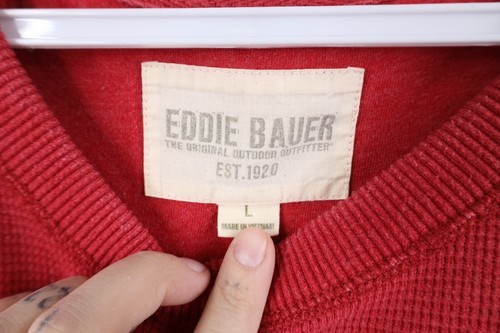 EDDIE BAUER
THE ORIGINAL OUTDOOR OUTFITTER
EST.1920
L
MADE IN VIETNAM